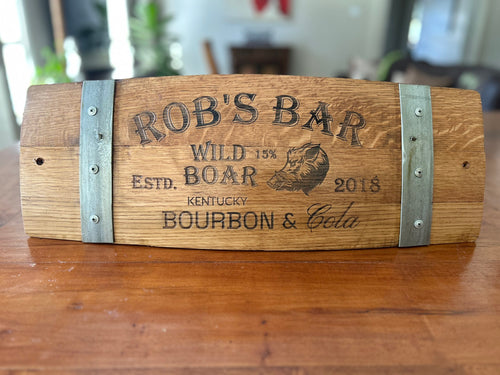 ROB'S BAR
WILD 15%
ESTD. BOAR 2018
KENTUCKY
BOURBON & Cola